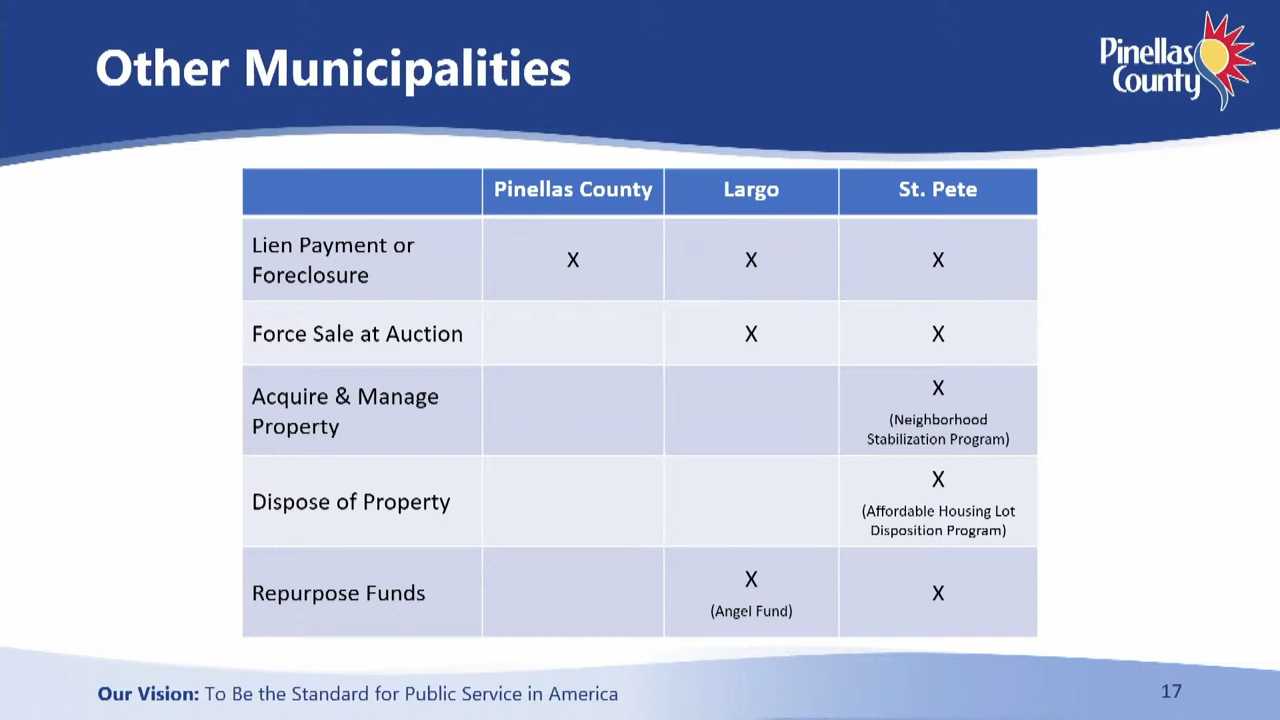 Other Municipalities
Pinellas
County
Pinellas County
Largo
St. Pete
Lien Payment or
Foreclosure
X
X
X
Force Sale at Auction
X
X
Acquire & Manage
Property
X
(Neighborhood
Stabilization Program)
Dispose of Property
X
(Affordable Housing Lot
Disposition Program)
Repurpose Funds
X
(Angel Fund)
X
Our Vision: To Be the Standard for Public Service in America
17